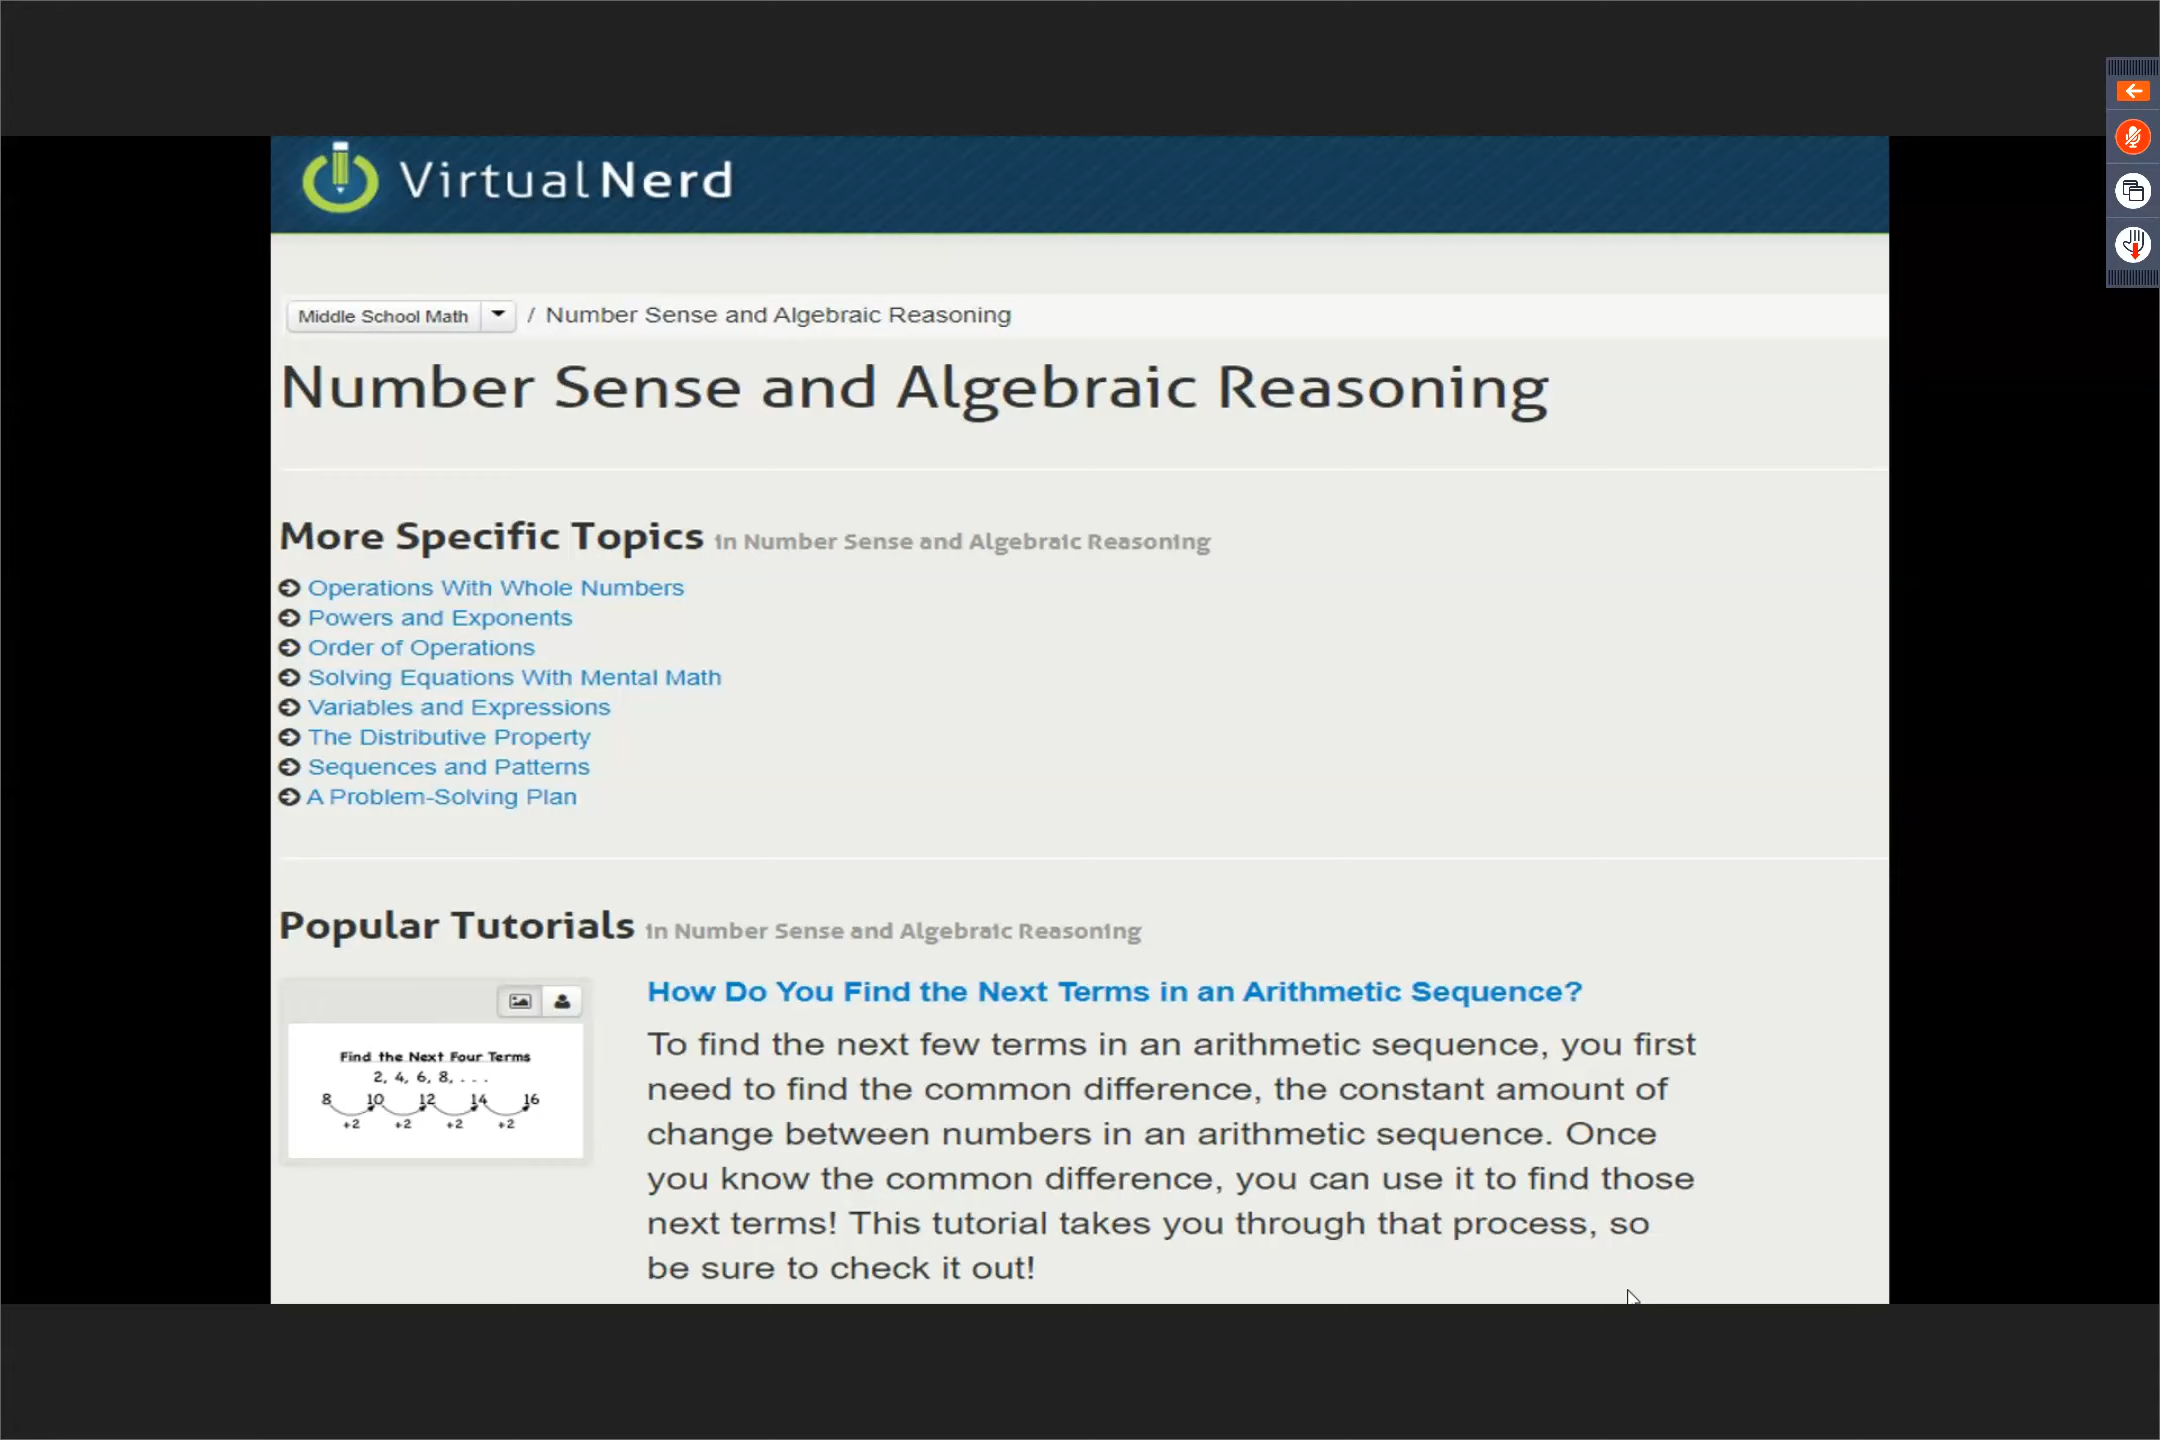 VirtualNerd
Middle School Math / Number Sense and Algebraic Reasoning
Number Sense and Algebraic Reasoning
More Specific Topics in Number Sense and Algebraic Reasoning
Operations With Whole Numbers
Powers and Exponents
Order of Operations
Solving Equations With Mental Math
Variables and Expressions
The Distributive Property
Sequences and Patterns
A Problem-Solving Plan
Popular Tutorials in Number Sense and Algebraic Reasoning
Find the Next Four Terms
2, 4, 6, 8, . . .
8 10 12 14 16
+2 +2 +2 +2
How Do You Find the Next Terms in an Arithmetic Sequence?
To find the next few terms in an arithmetic sequence, you first
need to find the common difference, the constant amount of
change between numbers in an arithmetic sequence. Once
you know the common difference, you can use it to find those
next terms! This tutorial takes you through that process, so
be sure to check it out!